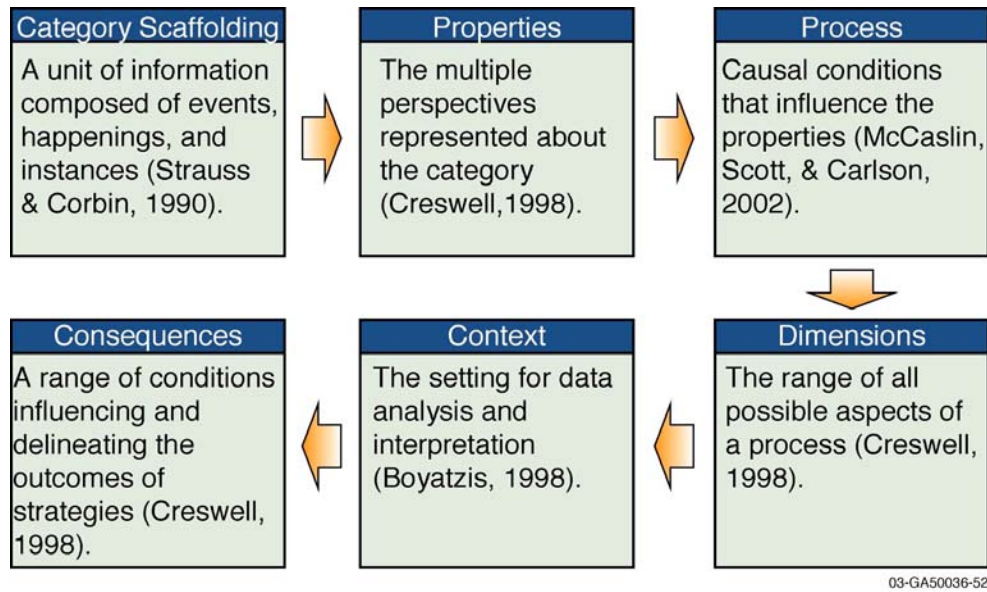 Category Scaffolding
A unit of information
composed of events,
happenings, and
instances (Strauss
& Corbin, 1990).
Properties
The multiple
perspectives
represented about
the category
(Creswell,1998).
Process
Causal conditions
that influence the
properties (McCaslin,
Scott, & Carlson,
2002).
Dimensions
The range of all
possible aspects of
a process (Creswell,
1998).
Context
The setting for data
analysis and
interpretation
(Boyatzis, 1998).
Consequences
A range of conditions
influencing and
delineating the
outcomes of
strategies (Creswell,
1998).
03-GA50036-52